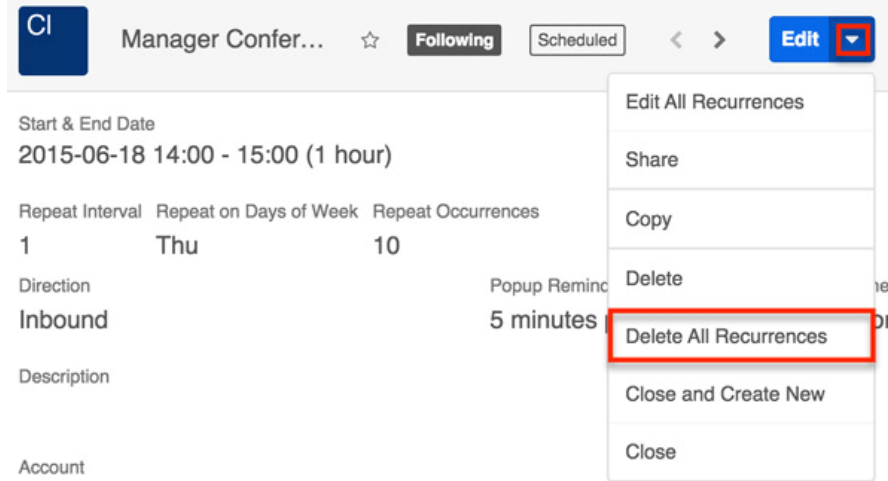 CI
Manager Confer...
Following
Scheduled
Edit
Edit All Recurrences
Start & End Date
2015-06-18 14:00 - 15:00 (1 hour)
Share
Repeat Interval Repeat on Days of Week Repeat Occurrences
Copy
1 Thu 10
Direction
Popup Remind
Delete
Inbound
5 minutes
Delete All Recurrences
Description
Close and Create New
Close
Account